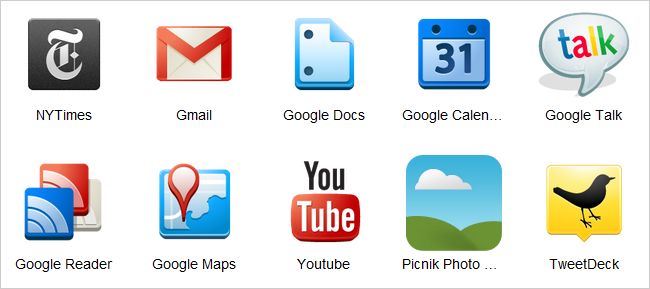 T
31
talk
NYTimes
Gmail
Google Docs
Google Calen...
Google Talk
You
Tube
Google Reader
Google Maps
Youtube
Picnik Photo ...
TweetDeck